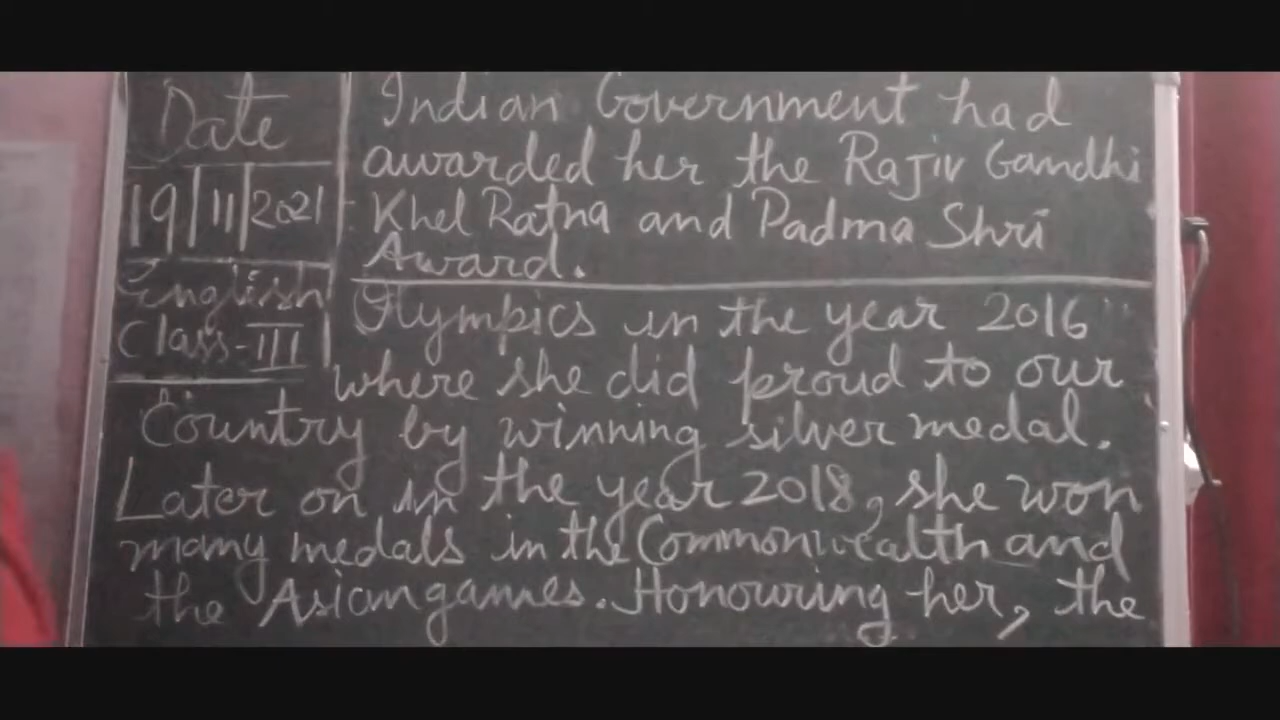 Date
19/11/2021
English
Class-III
Indian Government had
awarded her the Rajiv Gandhi
Khel Ratna and Padma Shri
Award.
Olympics in the year 2016
where she did proud to our
Country by winning silver medal.
Later on in the year 2018, she won
many medals in the Commonwealth and
the Asian games. Honouring her, the